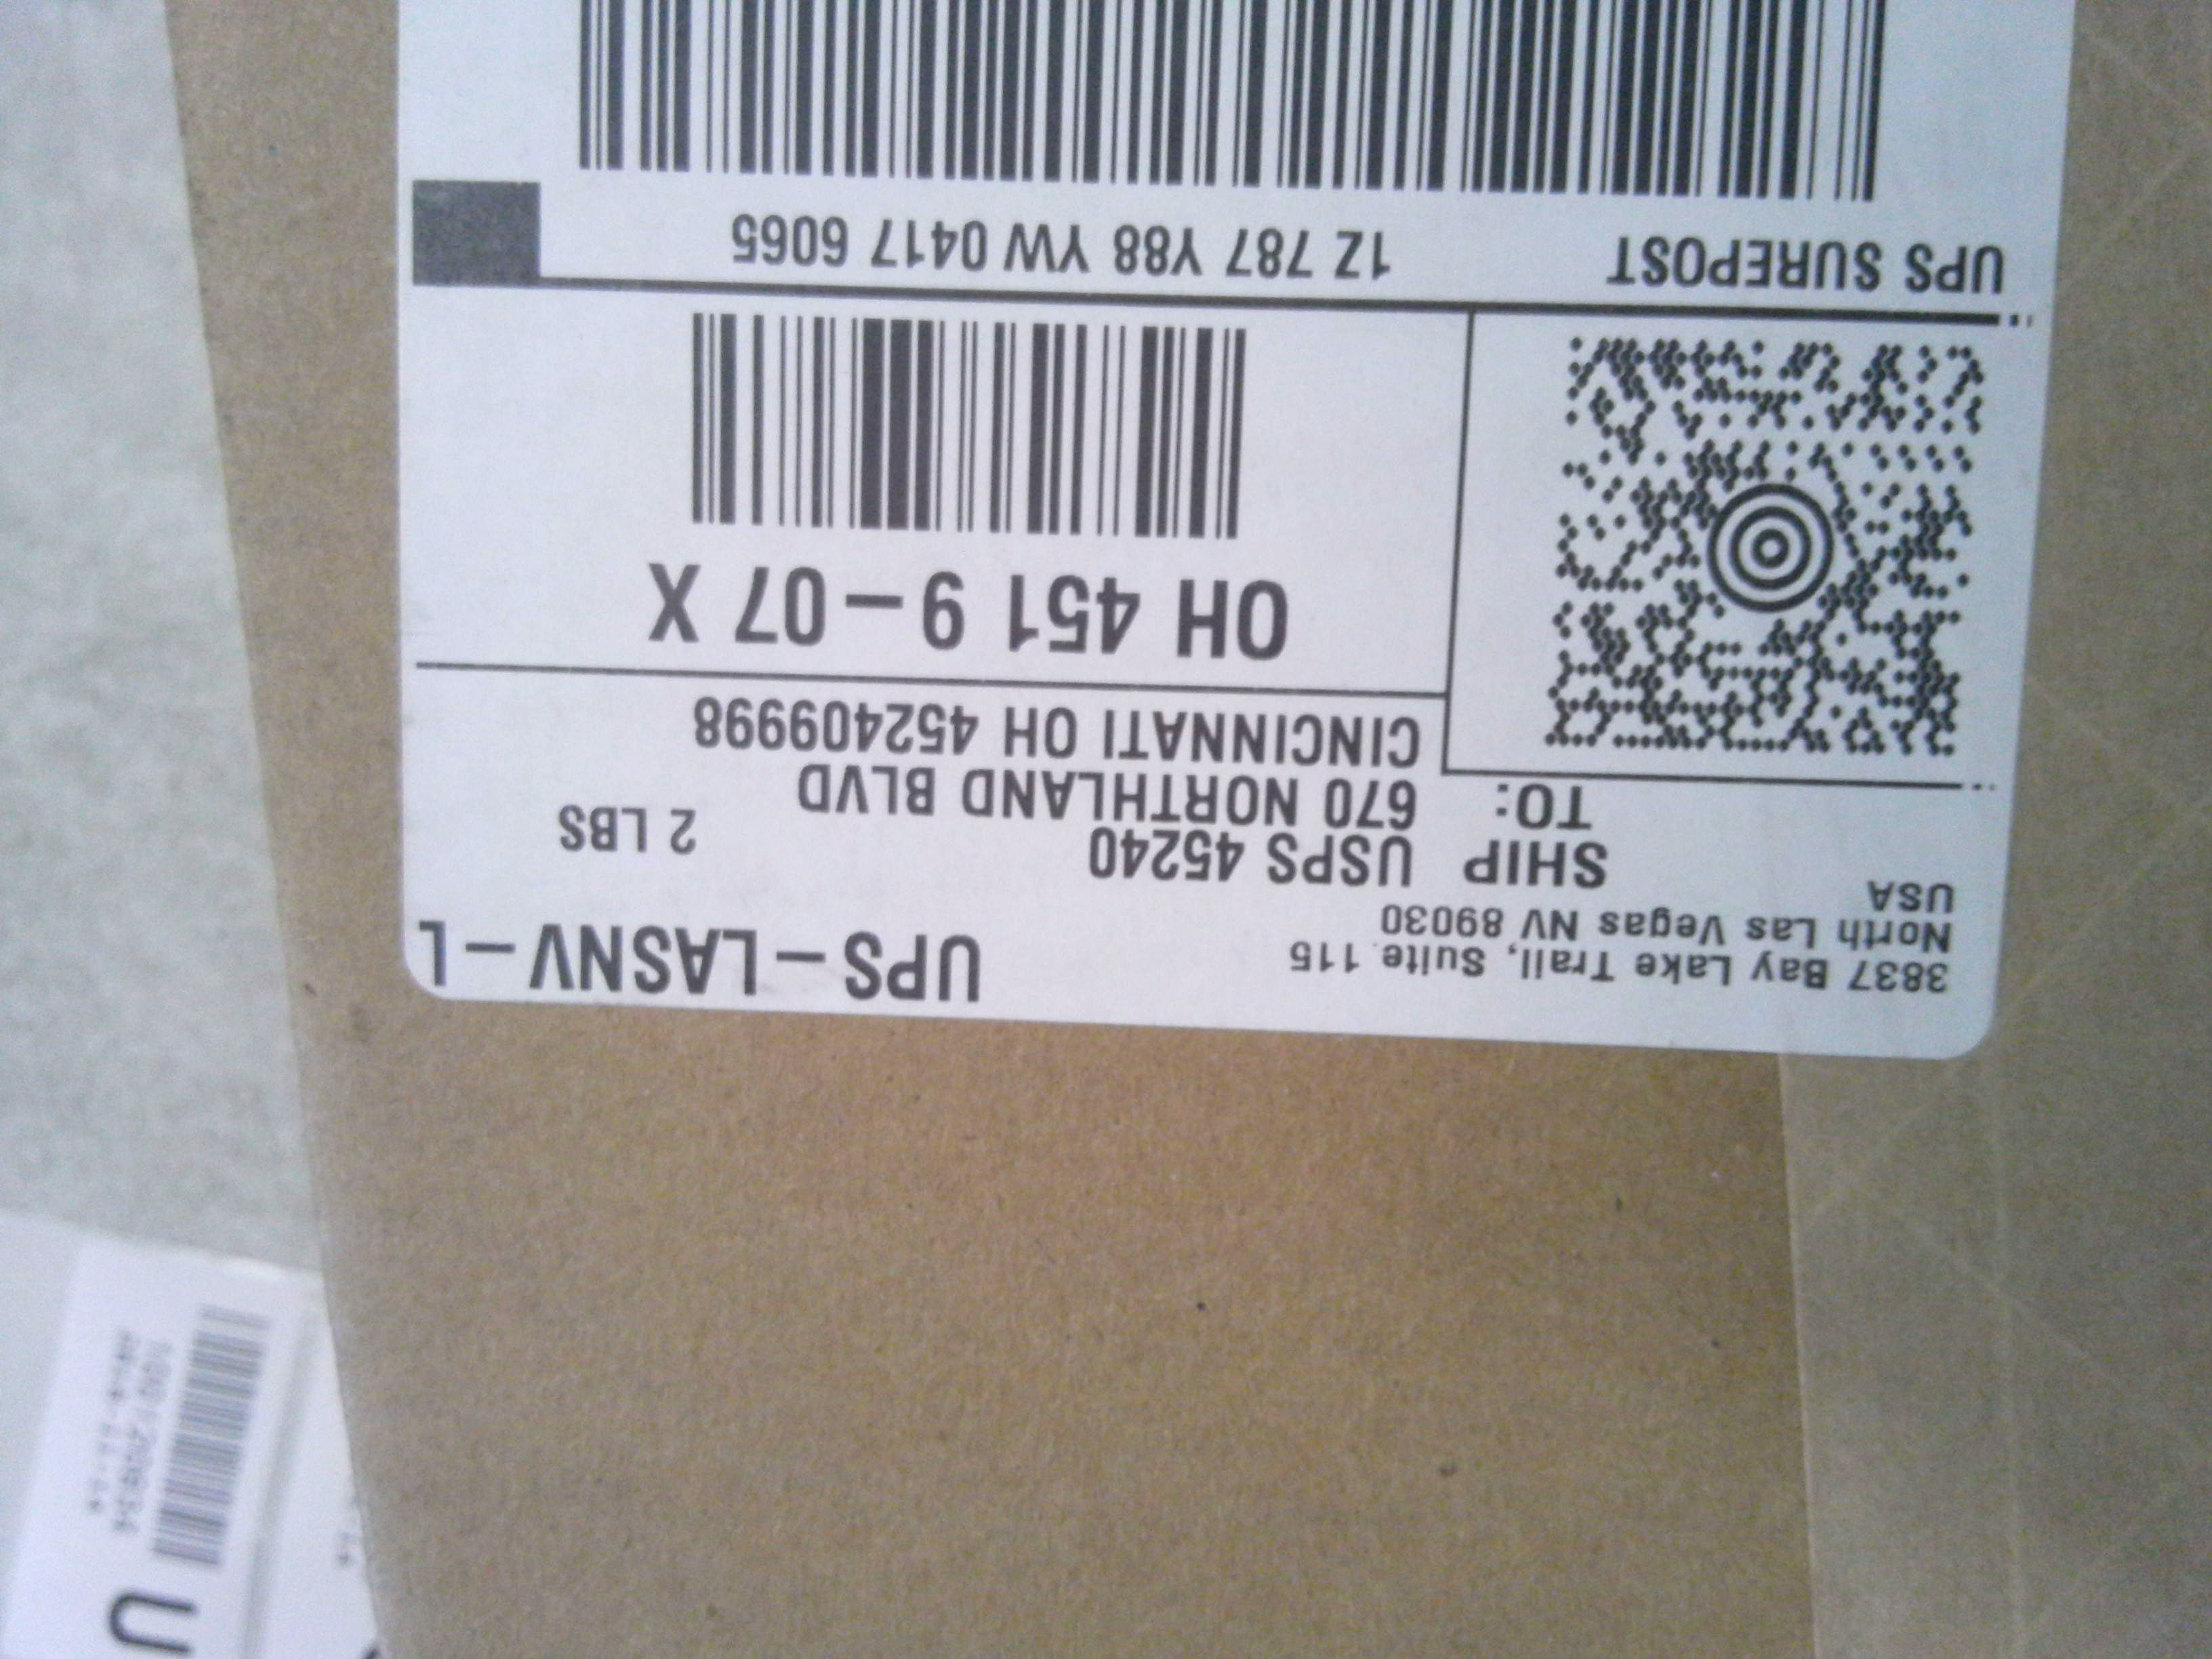 3837 Bay Lake Trail, Suite 115
North Las Vegas NV 89030
USA
UPS-LASNV-L
2 LBS
SHIP TO:
USPS 45240
670 NORTHLAND BLVD
CINCINNATI OH 452409998
OH 451 9-07 X
UPS SUREPOST
1Z 787 Y88 YW 0417 6065
U